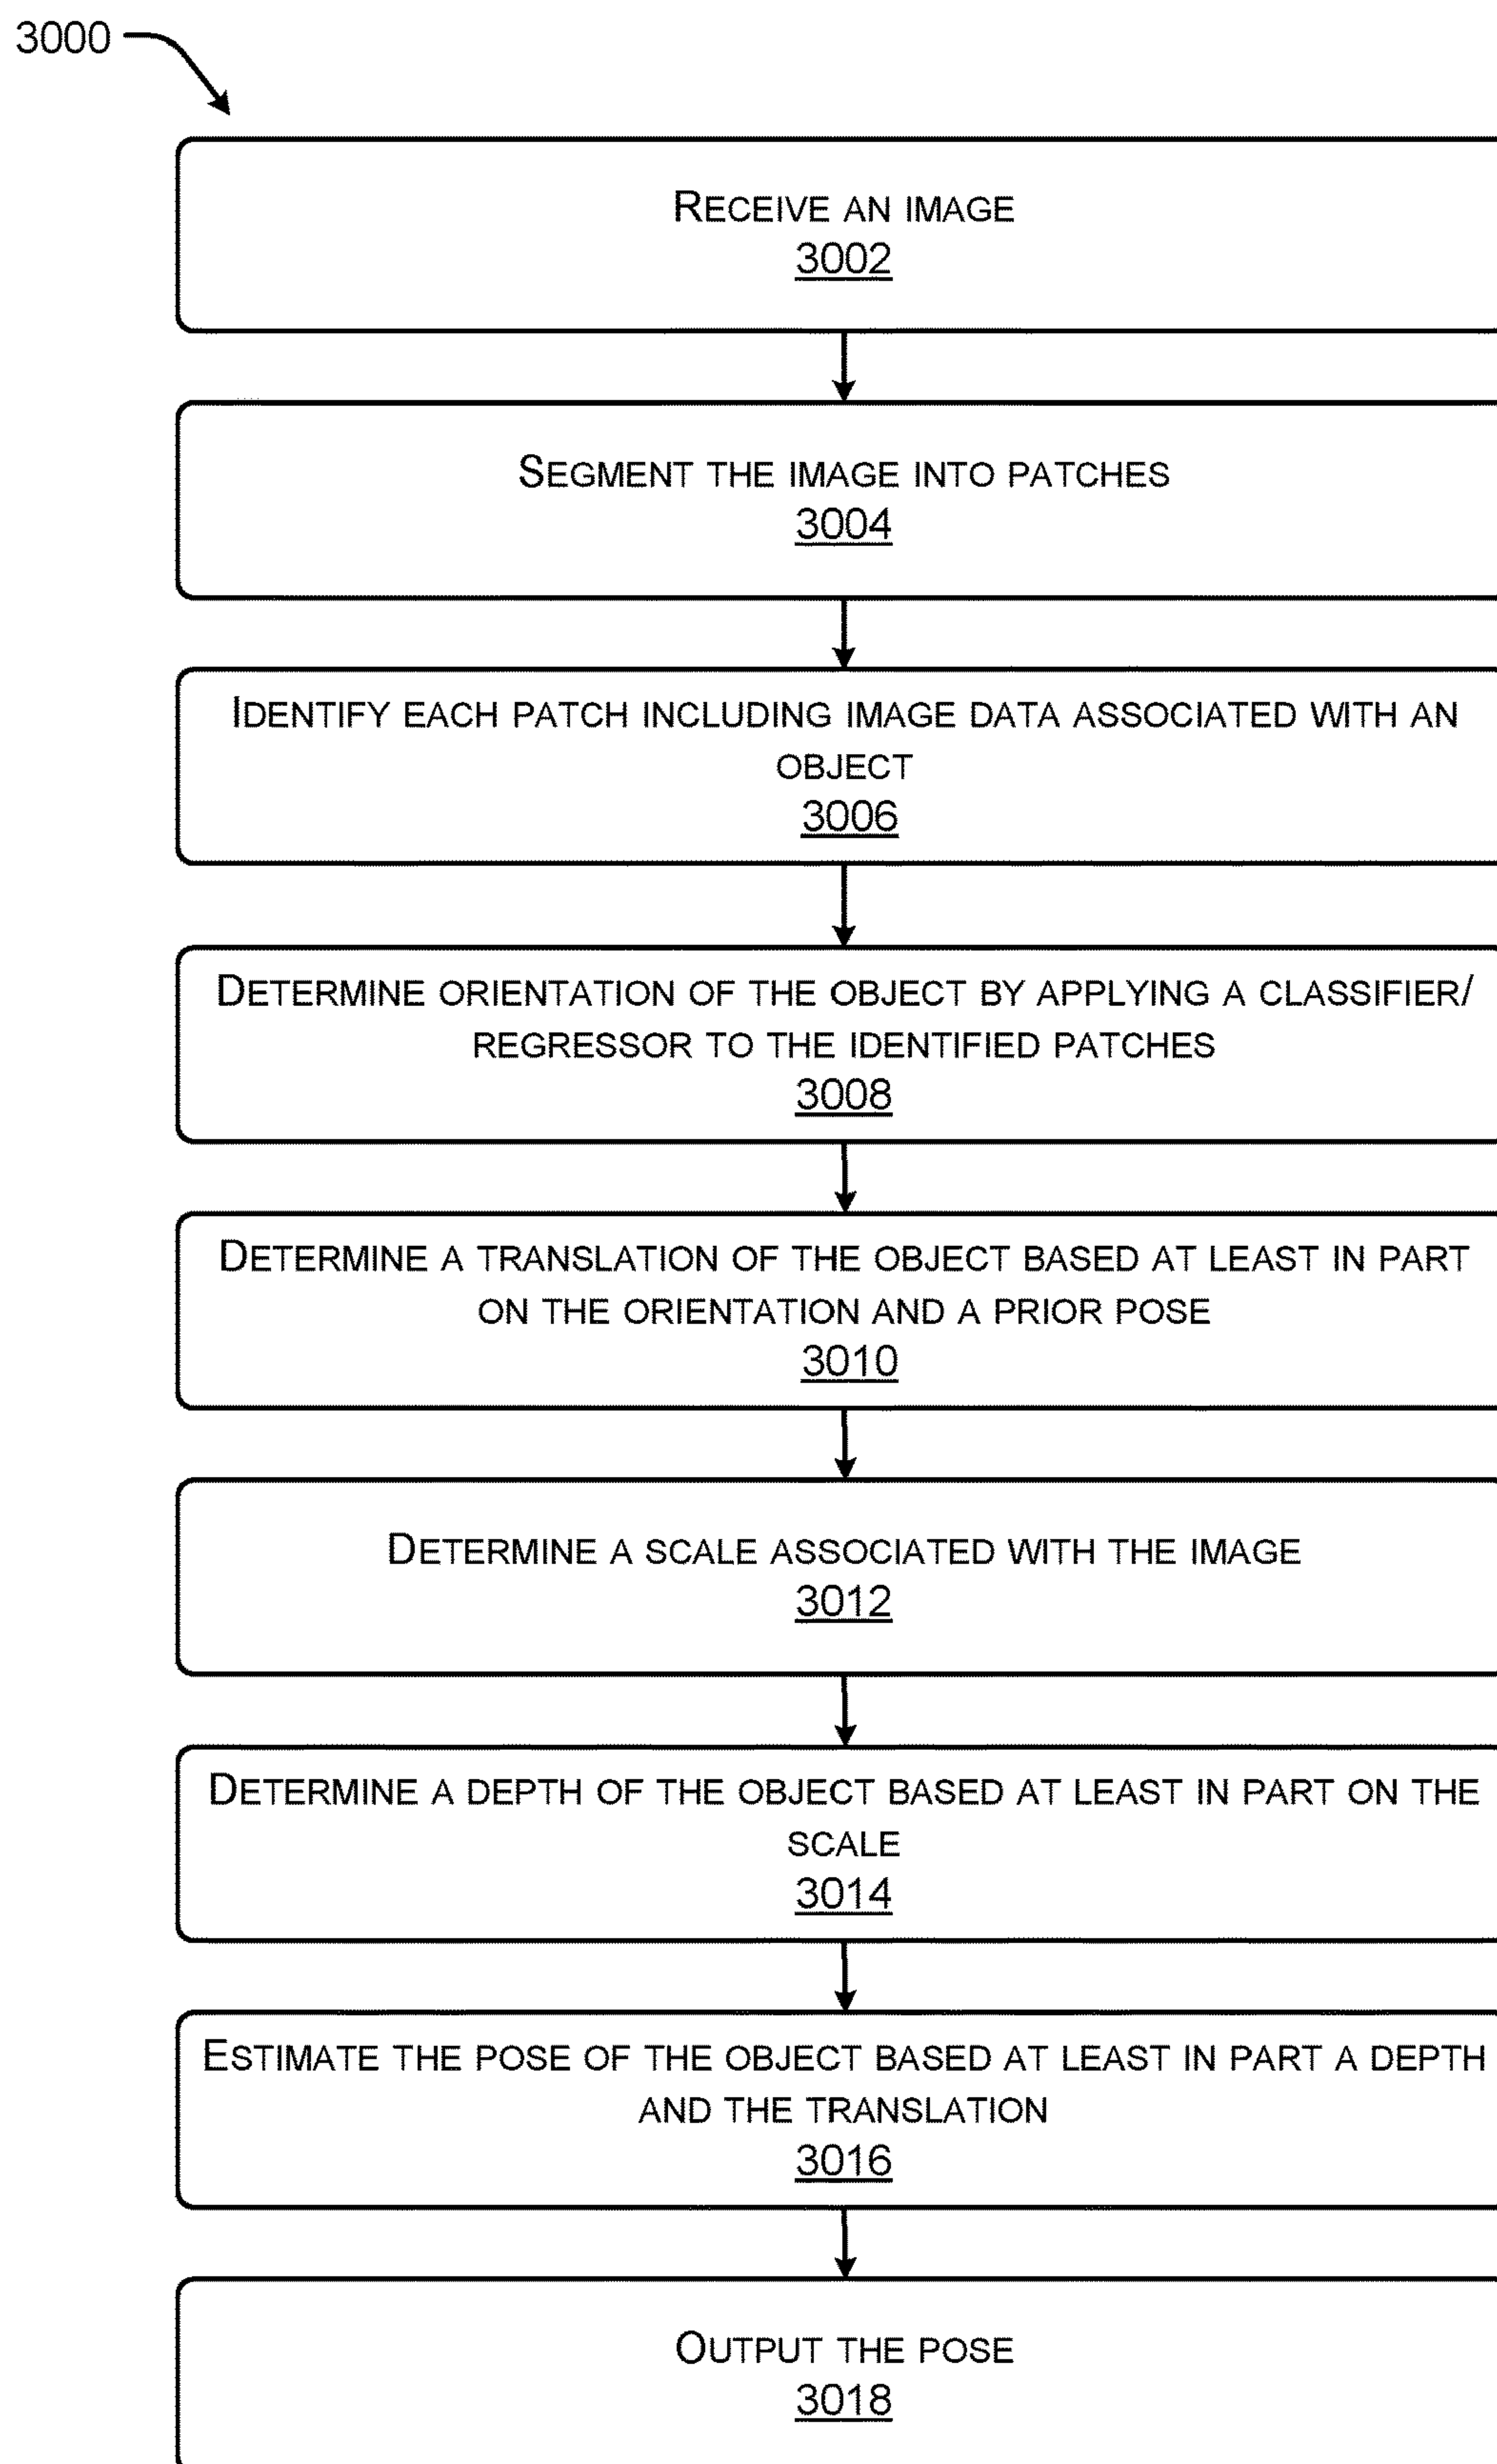 3000
RECEIVE AN IMAGE
3002
SEGMENT THE IMAGE INTO PATCHES
3004
IDENTIFY EACH PATCH INCLUDING IMAGE DATA ASSOCIATED WITH AN
OBJECT
3006
DETERMINE ORIENTATION OF THE OBJECT BY APPLYING A CLASSIFIER/
REGRESSOR TO THE IDENTIFIED PATCHES
3008
DETERMINE A TRANSLATION OF THE OBJECT BASED AT LEAST IN PART
ON THE ORIENTATION AND A PRIOR POSE
3010
DETERMINE A SCALE ASSOCIATED WITH THE IMAGE
3012
DETERMINE A DEPTH OF THE OBJECT BASED AT LEAST IN PART ON THE
SCALE
3014
ESTIMATE THE POSE OF THE OBJECT BASED AT LEAST IN PART A DEPTH
AND THE TRANSLATION
3016
OUTPUT THE POSE
3018